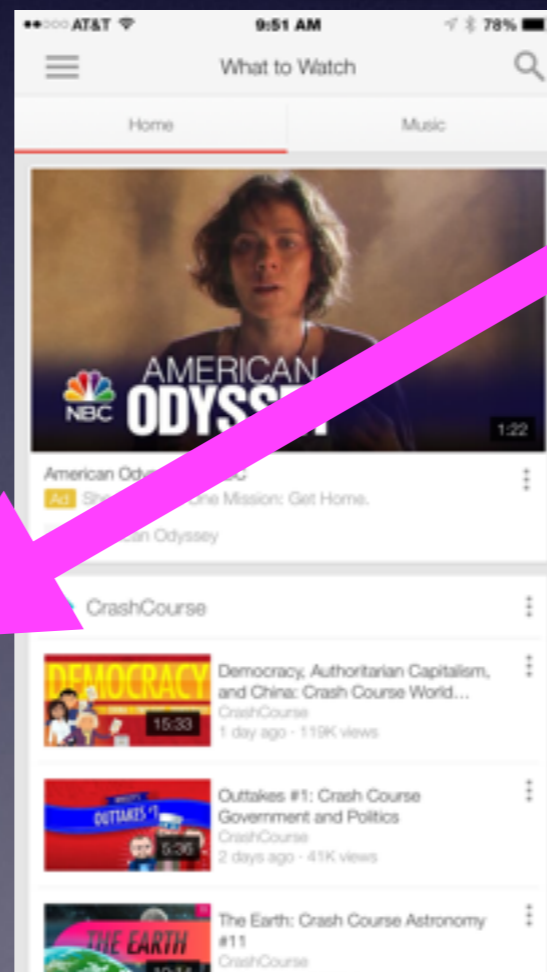 AT&T 9:51 AM 78%
What to Watch
Home Music
AMERICAN
NBC ODYSSEY
1:22
American
Ad One Mission: Get Home.
Odyssey
CrashCourse
DEMOCRACY
15:33
Democracy, Authoritarian Capitalism,
and China: Crash Course World...
CrashCourse
1 day ago · 119K views
OUTTAKES #1
5:36
Outtakes #1: Crash Course
Government and Politics
CrashCourse
2 days ago · 41K views
THE EARTH
The Earth: Crash Course Astronomy
#11
CrashCourse